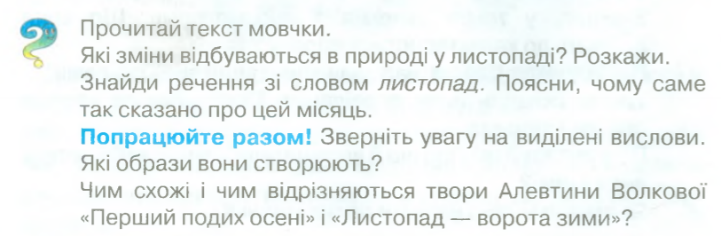 Прочитай текст мовчки.
Які зміни відбуваються в природі у листопаді? Розкажи.
Знайди речення зі словом листопад. Поясни, чому саме
так сказано про цей місяць.
Попрацюйте разом! Зверніть увагу на виділені вислови.
Які образи вони створюють?
Чим схожі і чим відрізняються твори Алевтини Волкової
«Перший подих осені» і «Листопад — ворота зими»?